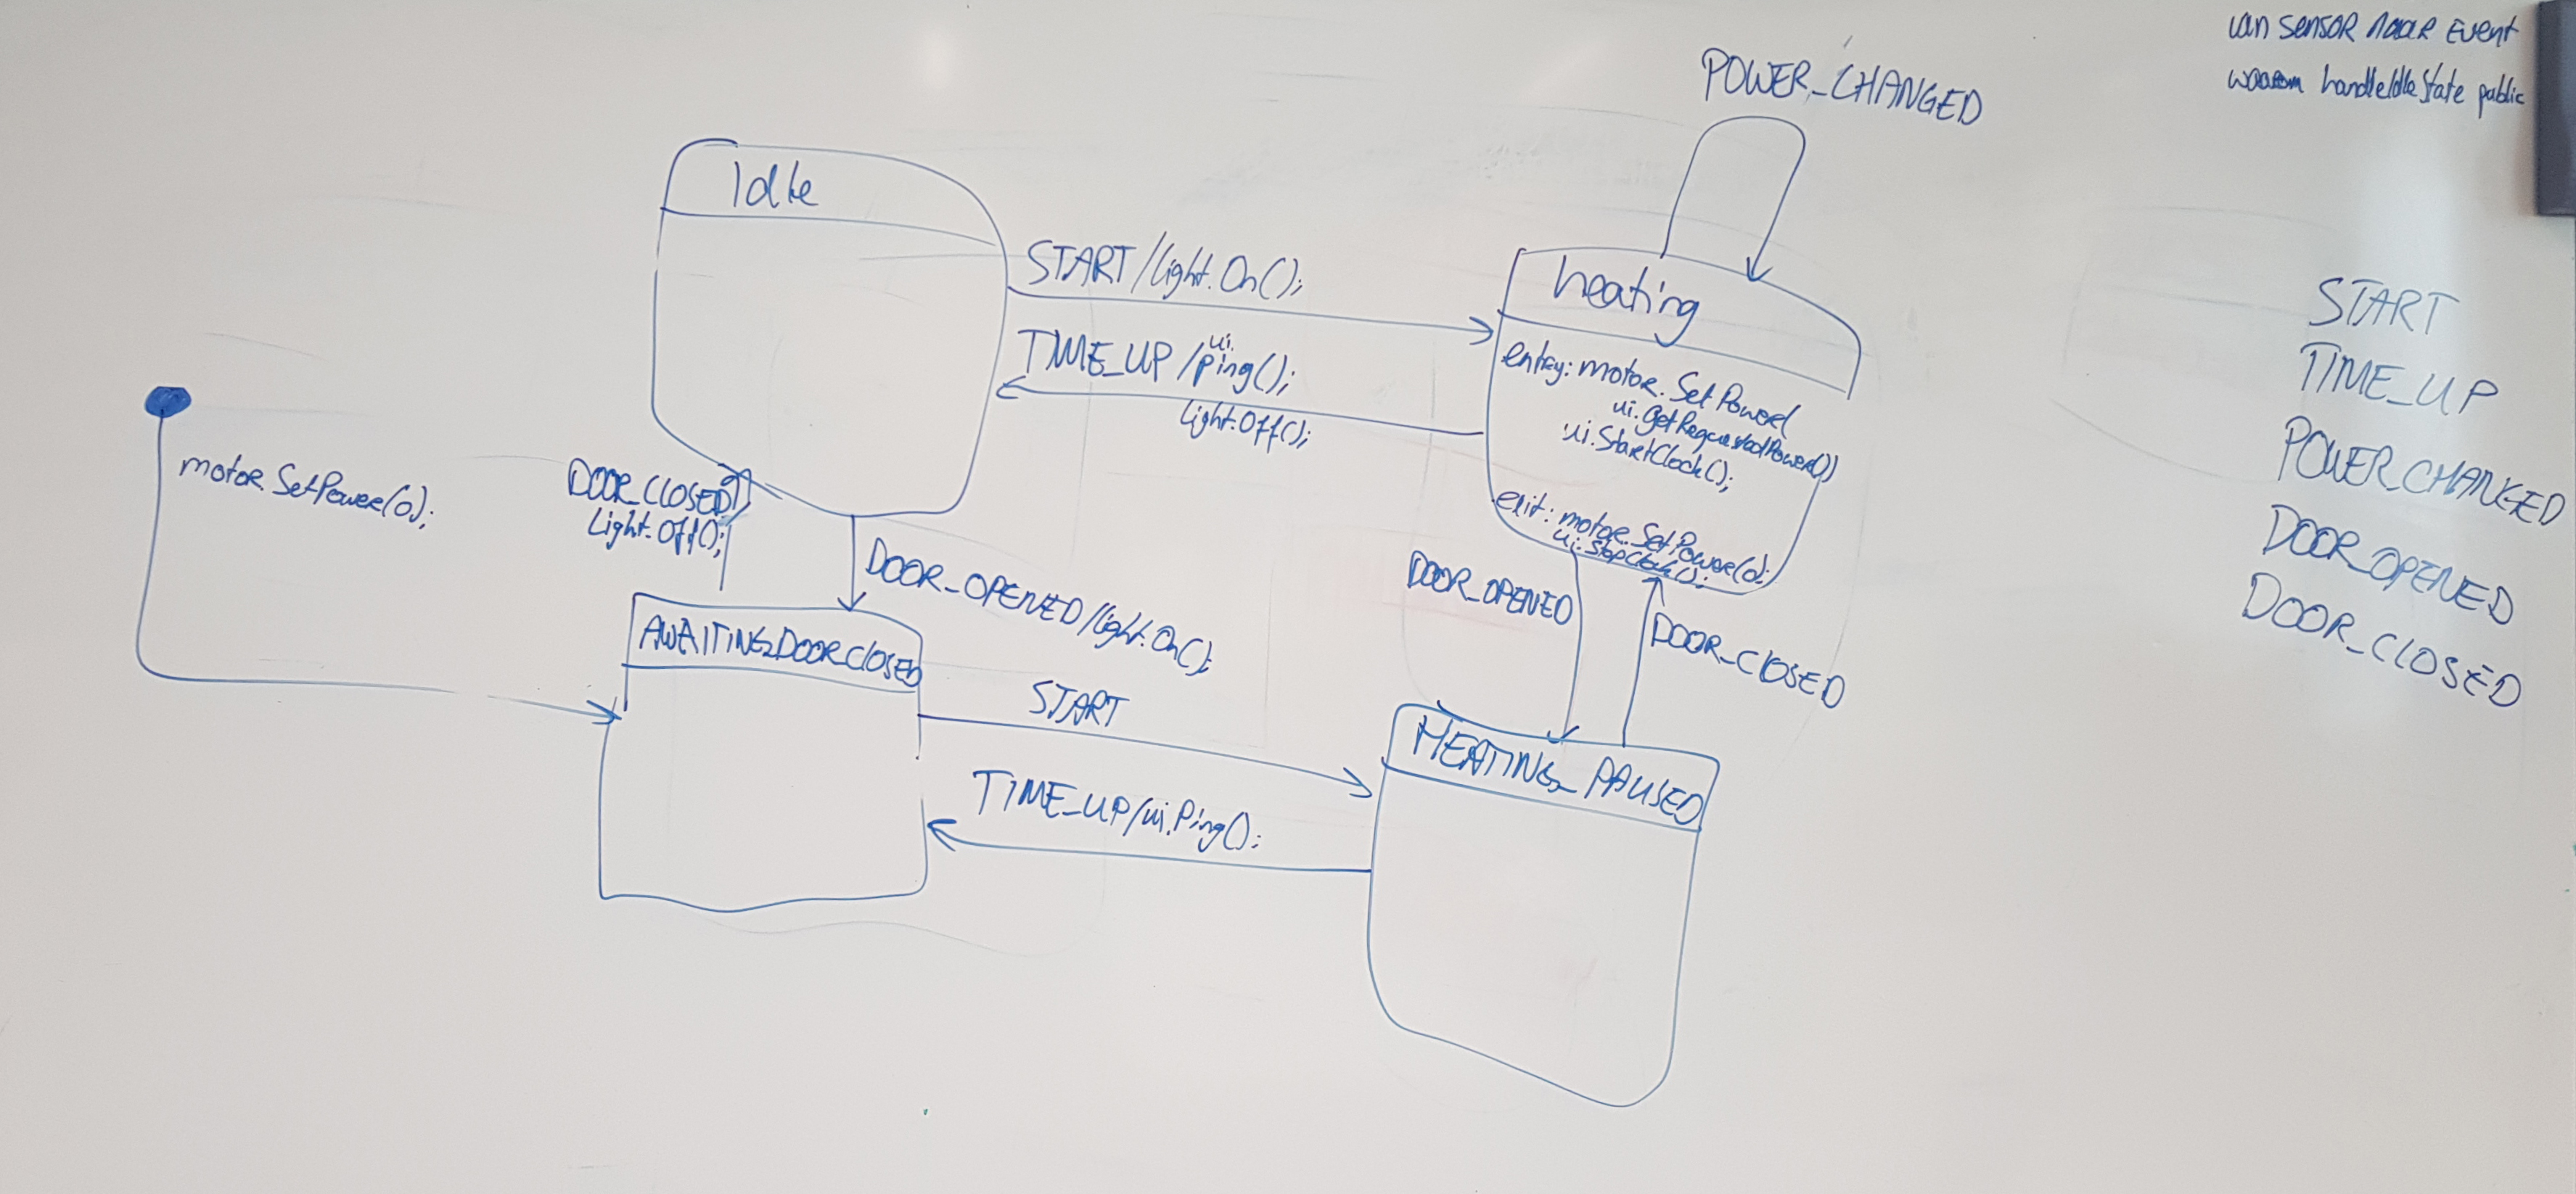 van sensor naar Event
waarom handleIdleState public
POWER_CHANGED
Idle
START/light.On();
TIME_UP/ping();
ui.
light.Off();
heating
entry: motor.SetPower(
ui.getRequestedPower())
ui.StartClock();
exit: motor.SetPower(0);
ui.StopClock();
motor.SetPower(0);
DOOR_CLOSED/
Light.Off();
DOOR_OPENED/light.On();
DOOR_OPENED
DOOR_CLOSED
AWAITING_DOORCLOSED
START
TIME_UP/ui.Ping();
HEATING_PAUSED
START
TIME_UP
POWER_CHANGED
DOOR_OPENED
DOOR_CLOSED